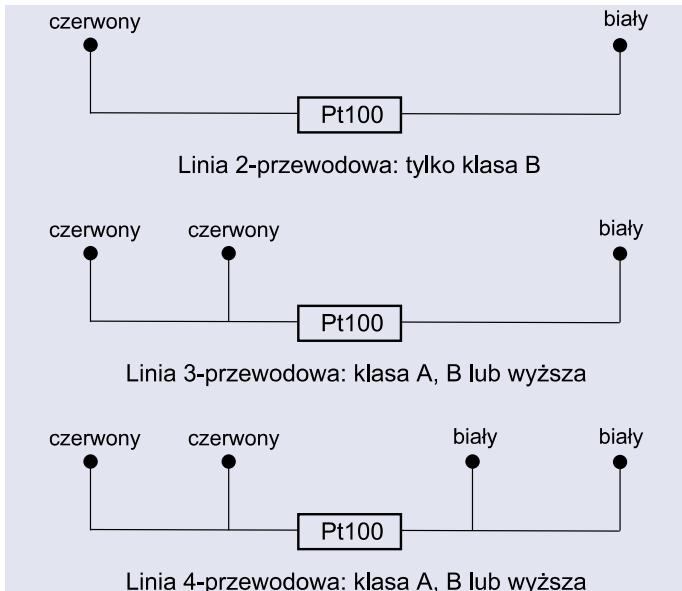 czerwony biały
Pt100
Linia 2-przewodowa: tylko klasa B
czerwony czerwony biały
Pt100
Linia 3-przewodowa: klasa A, B lub wyższa
czerwony czerwony biały biały
Pt100
Linia 4-przewodowa: klasa A, B lub wyższa